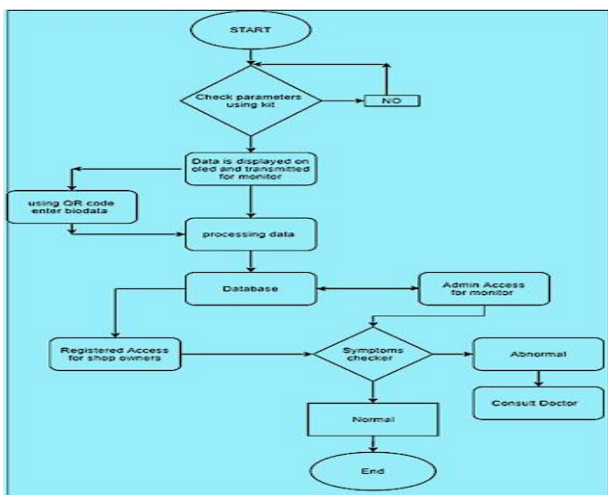 START
Check parameters
using kit
NO
Data is displayed on
oled and transmitted
for monitor
using QR code
enter biodata
processing data
Database
Admin Access
for monitor
Registered Access
for shop owners
Symptoms
checker
Abnormal
Consult Doctor
Normal
End